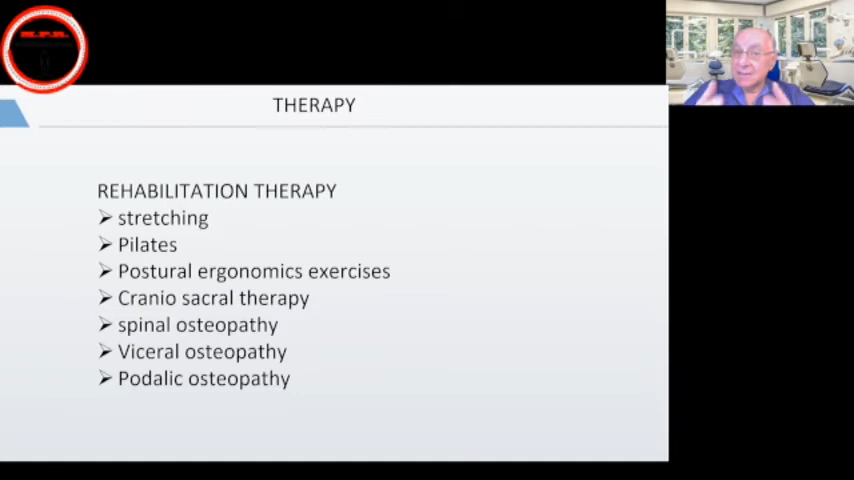 M.F.R.
THERAPY
REHABILITATION THERAPY
➢ stretching
➢ Pilates
➢ Postural ergonomics exercises
➢ Cranio sacral therapy
➢ spinal osteopathy
➢ Viceral osteopathy
➢ Podalic osteopathy